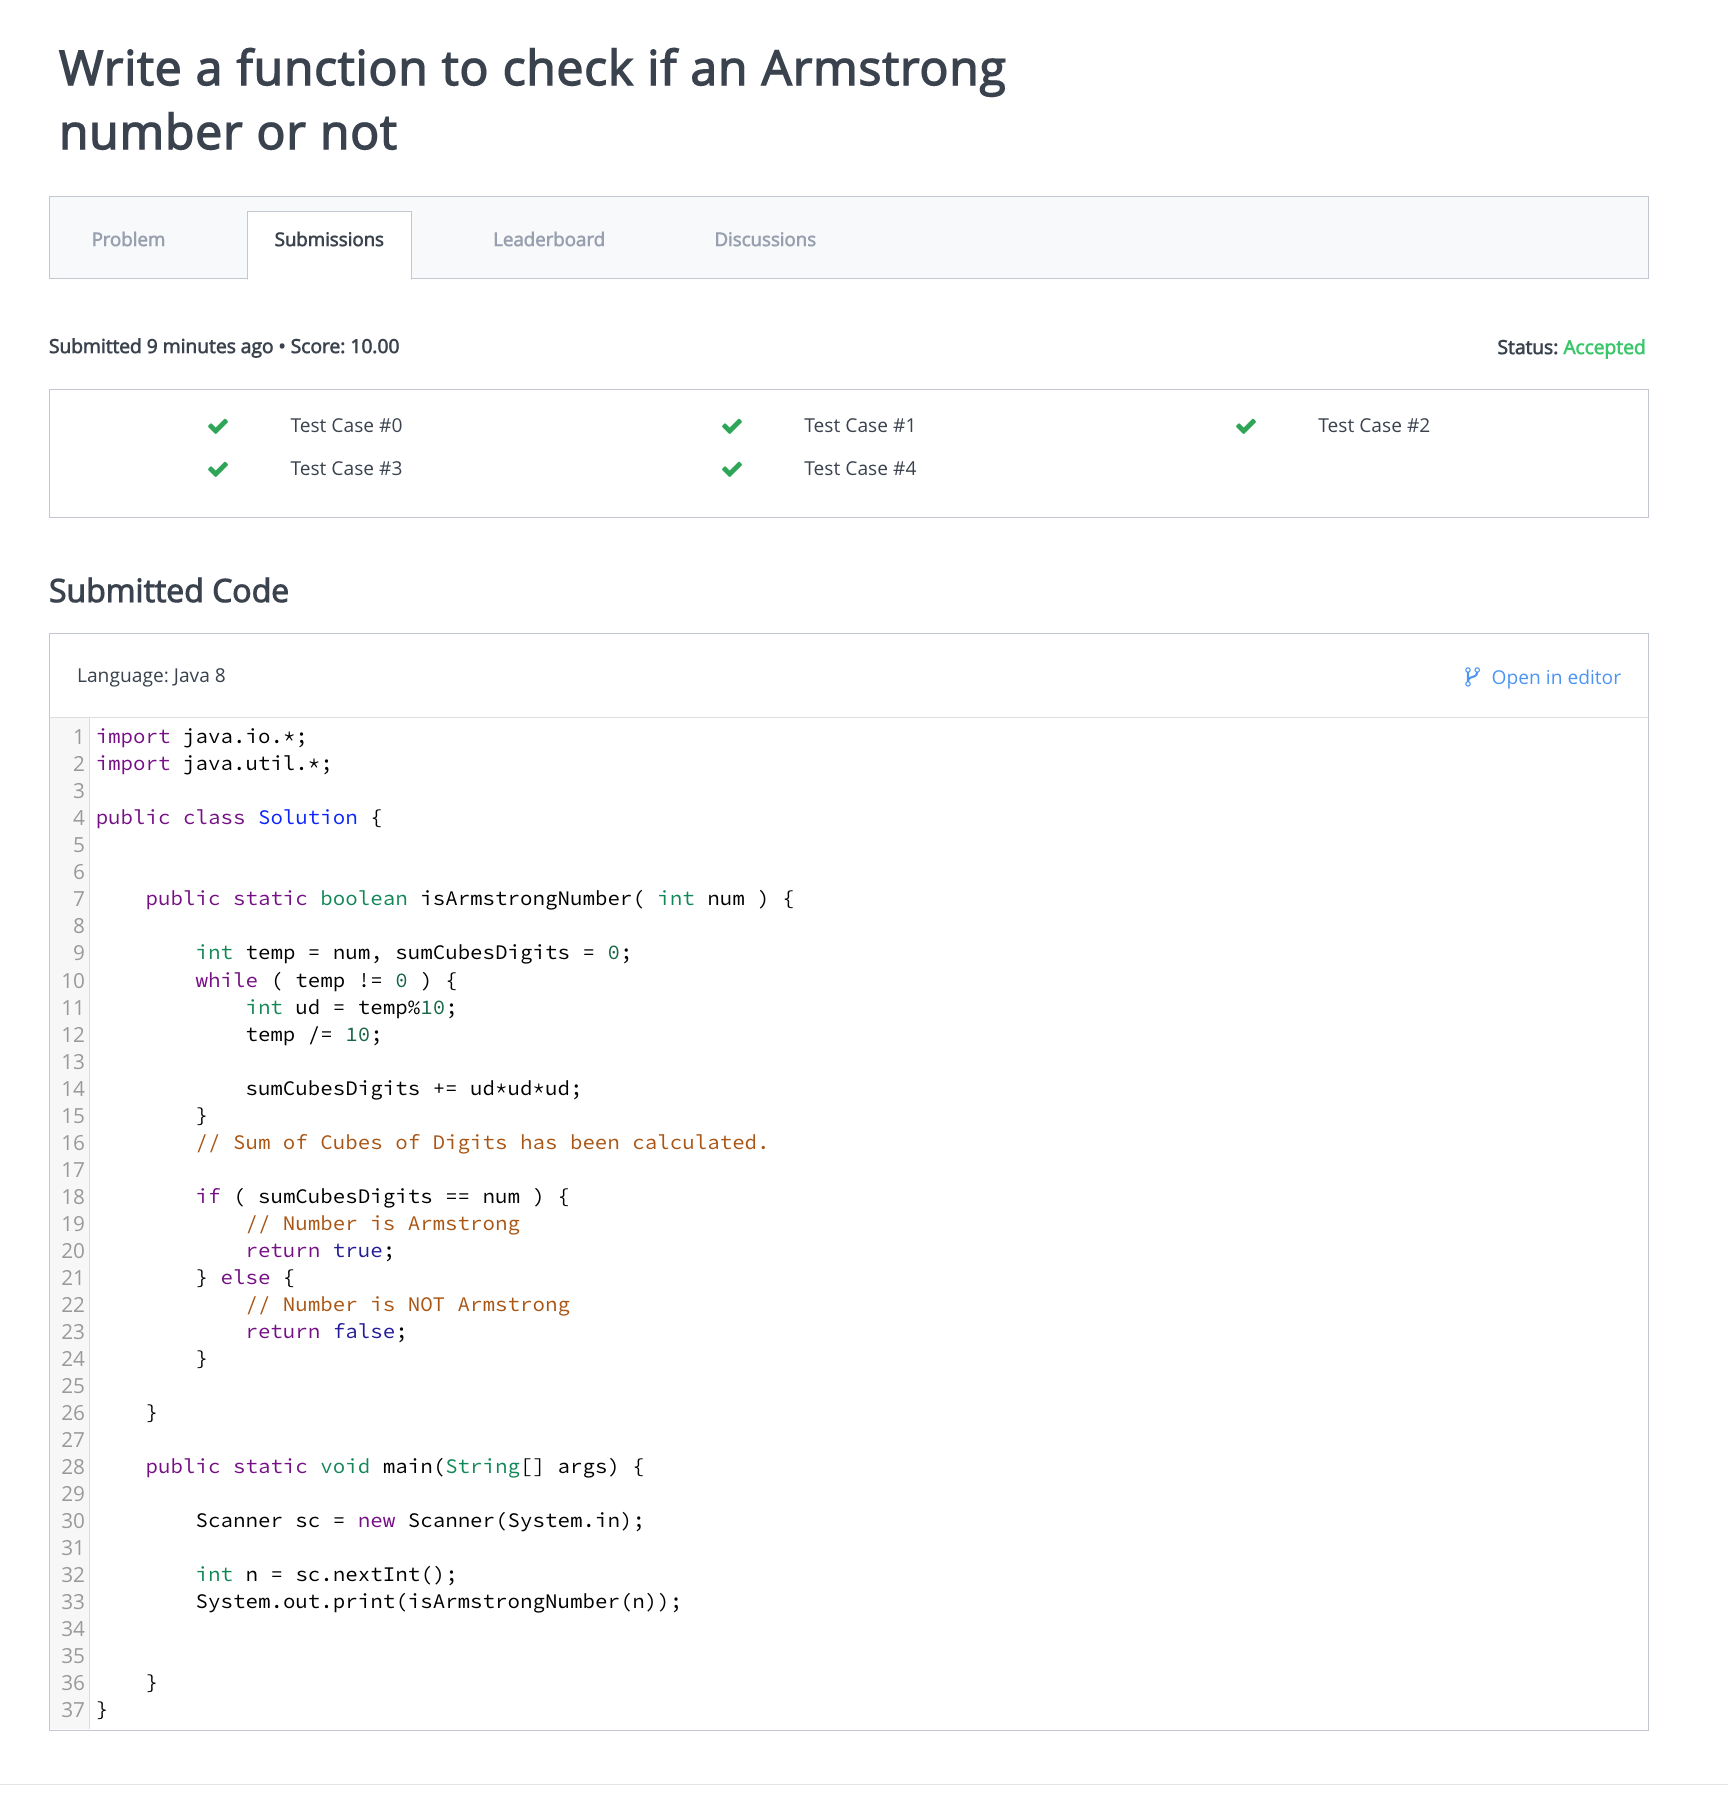 Write a function to check if an Armstrong
number or not
Problem Submissions Leaderboard Discussions
Submitted 9 minutes ago • Score: 10.00 Status: Accepted
Test Case #0 Test Case #1 Test Case #2
Test Case #3 Test Case #4
Submitted Code
Language: Java 8 Open in editor
1 import java.io.*;
2 import java.util.*;
3
4 public class Solution {
5
6
7     public static boolean isArmstrongNumber( int num ) {
8
9         int temp = num, sumCubesDigits = 0;
10         while ( temp != 0 ) {
11             int ud = temp%10;
12             temp /= 10;
13
14             sumCubesDigits += ud*ud*ud;
15         }
16         // Sum of Cubes of Digits has been calculated.
17
18         if ( sumCubesDigits == num ) {
19             // Number is Armstrong
20             return true;
21         } else {
22             // Number is NOT Armstrong
23             return false;
24         }
25
26     }
27
28     public static void main(String[] args) {
29
30         Scanner sc = new Scanner(System.in);
31
32         int n = sc.nextInt();
33         System.out.print(isArmstrongNumber(n));
34
35
36     }
37 }